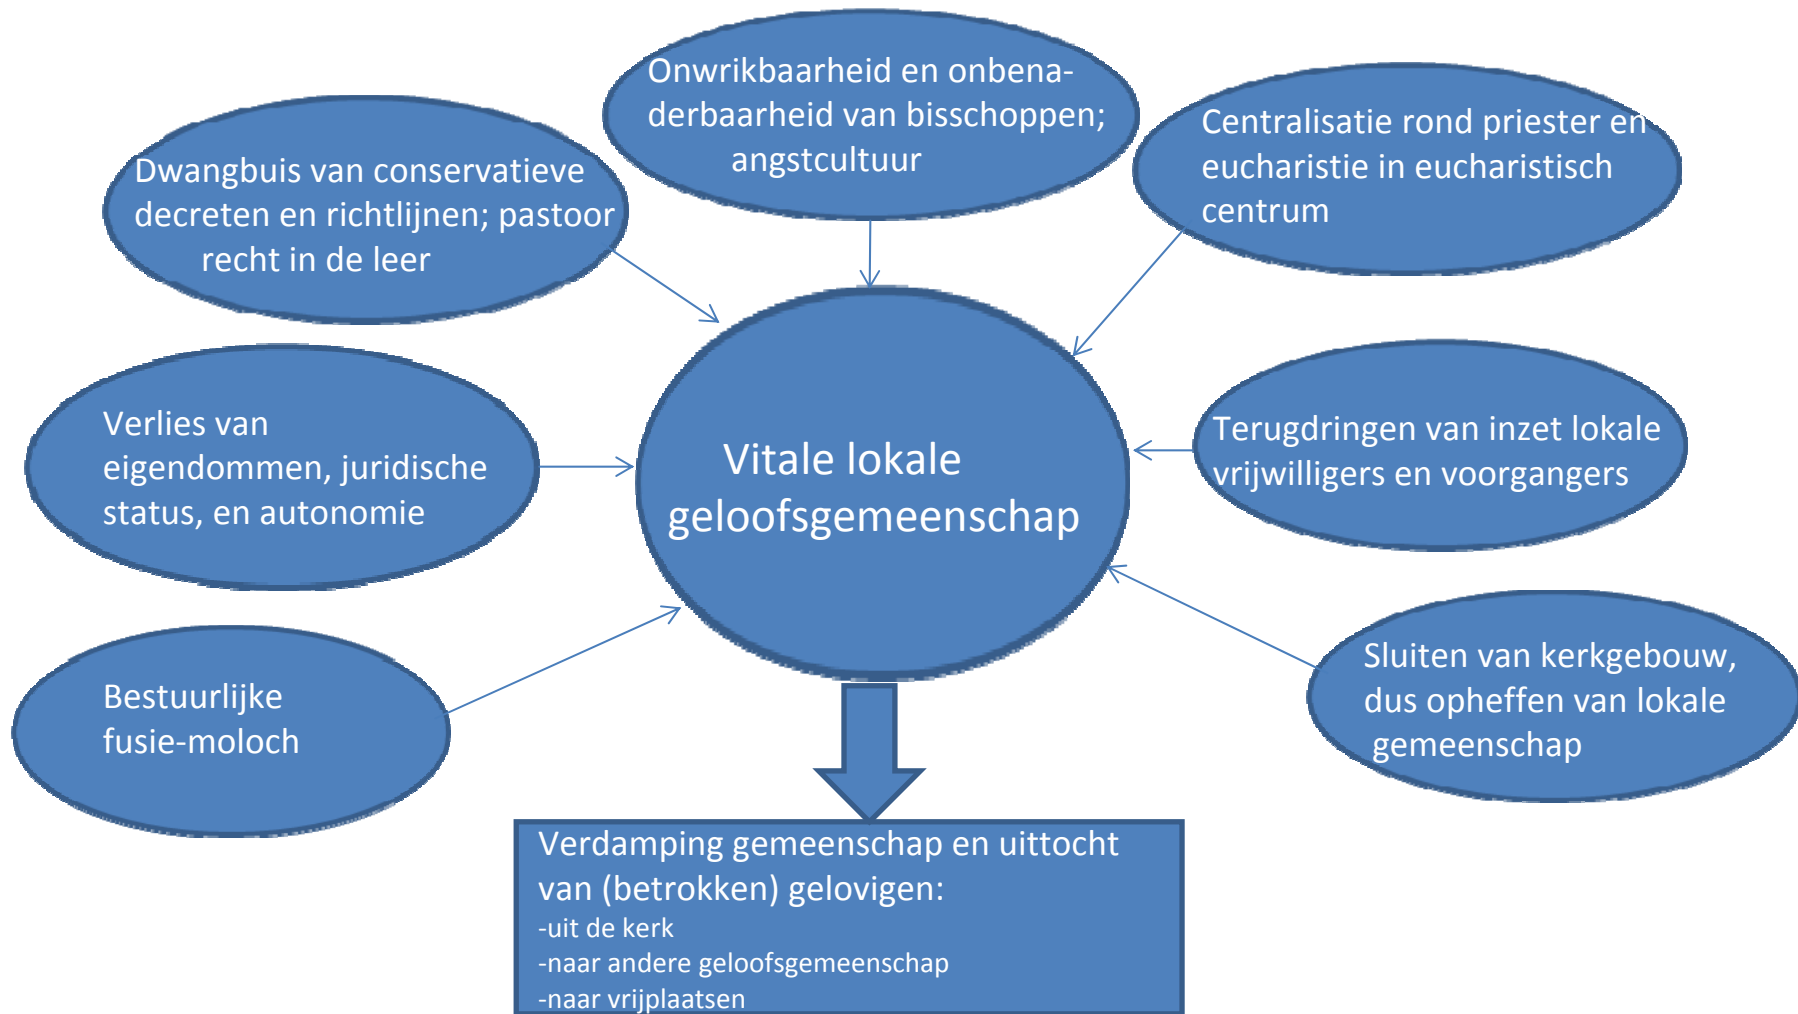 Onwrikbaarheid en onbena-
derbaarheid van bisschoppen;
angstcultuur
Dwangbuis van conservatieve
decreten en richtlijnen; pastoor
recht in de leer
Centralisatie rond priester en
eucharistie in eucharistisch
centrum
Verlies van
eigendommen, juridische
status, en autonomie
Vitale lokale
geloofsgemeenschap
Terugdringen van inzet lokale
vrijwilligers en voorgangers
Bestuurlijke
fusie-moloch
Sluiten van kerkgebouw,
dus opheffen van lokale
gemeenschap
Verdamping gemeenschap en uittocht
van (betrokken) gelovigen:
-uit de kerk
-naar andere geloofsgemeenschap
-naar vrijplaatsen